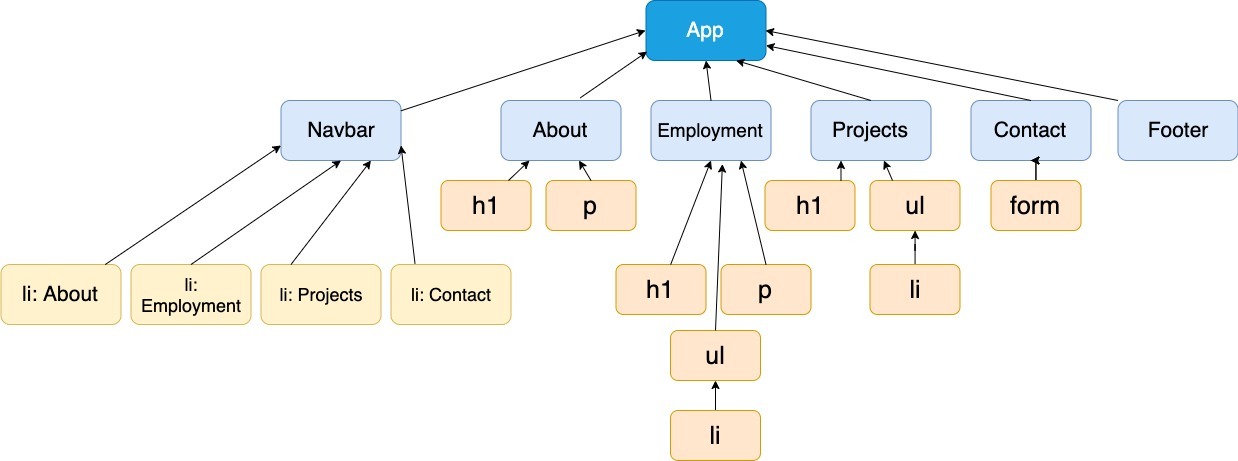 App
Navbar
About
Employment
Projects
Contact
Footer
h1
p
h1
ul
form
li: About
li:
Employment
li: Projects
li: Contact
h1
p
li
ul
li